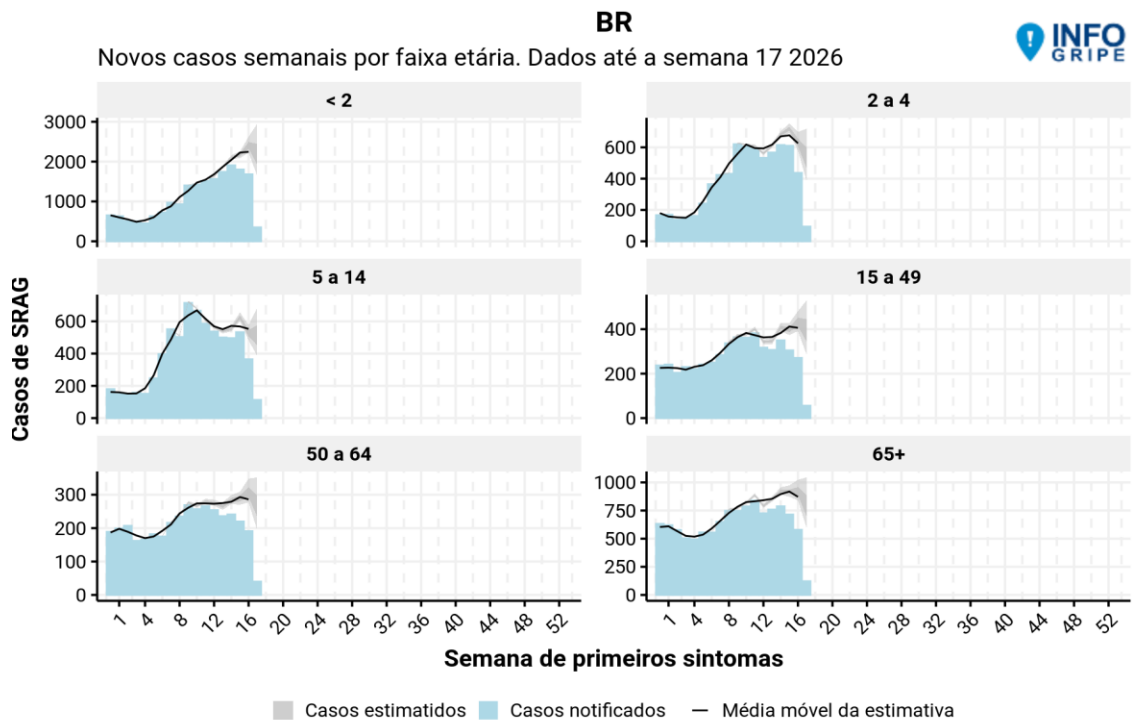 BR
INFO
GRIPE
Novos casos semanais por faixa etária. Dados até a semana 17 2026
< 2
2 a 4
3000
2000
1000
0
600
400
200
0
5 a 14
15 a 49
600
400
200
0
400
200
0
50 a 64
65+
300
200
100
0
1000
750
500
250
0
1 4 8 12 16 20 24 28 32 36 40 44 48 52
1 4 8 12 16 20 24 28 32 36 40 44 48 52
Casos de SRAG
Semana de primeiros sintomas
Casos estimatidos Casos notificados Média móvel da estimativa